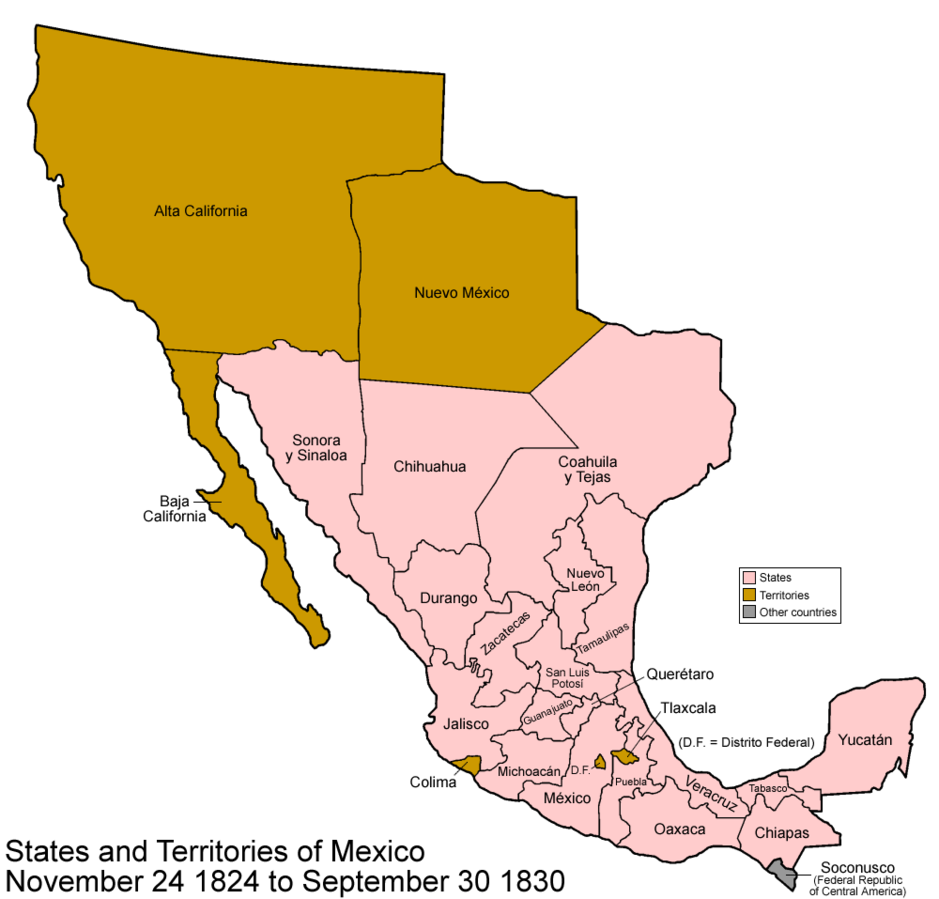 Alta California
Nuevo México
Sonora
y Sinaloa
Chihuahua
Coahuila
y Tejas
Baja
California
Nuevo
León
States
Territories
Other countries
Durango
Zacatecas
Tamaulipas
San Luis
Potosí
Querétaro
Guanajuato
Tlaxcala
Jalisco
(D.F. = Distrito Federal)
Yucatán
Colima
Michoacán
D.F.
Puebla
México
Veracruz
Tabasco
Oaxaca
Chiapas
States and Territories of Mexico
November 24 1824 to September 30 1830
Soconusco
(Federal Republic
of Central America)